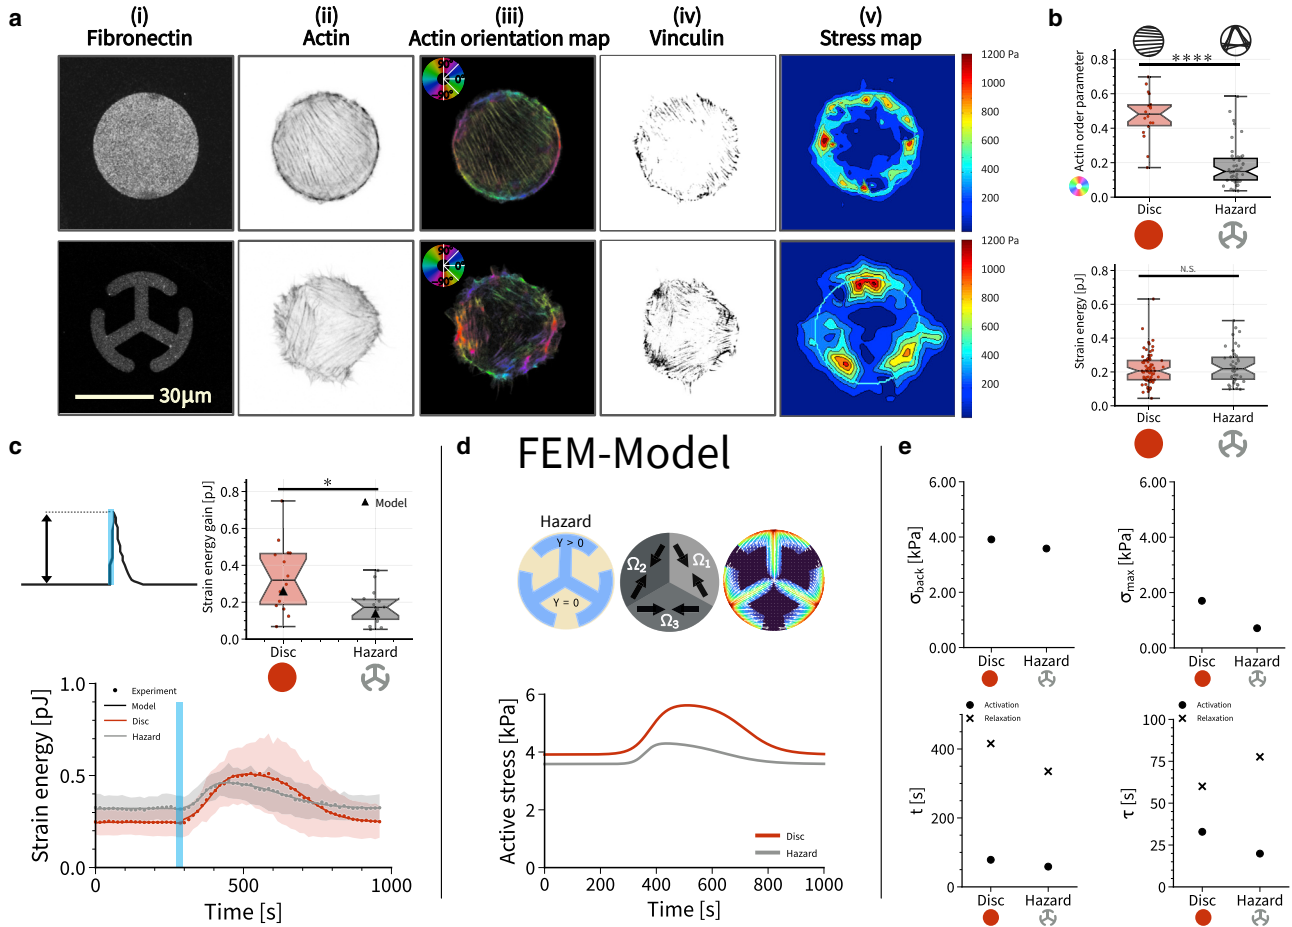 a
(i)
Fibronectin
(ii)
Actin
(iii)
Actin orientation map
(iv)
Vinculin
(v)
Stress map
90°
0°
90°
1200 Pa
1000
800
600
400
200
30µm
90°
0°
90°
1200 Pa
1000
800
600
400
200
b
Actin order parameter
0.8
0.6
0.4
0.2
0.0
****
Disc
Hazard
Strain energy [pJ]
0.8
0.6
0.4
0.2
0.0
N.S.
Disc
Hazard
c
Strain energy gain [pJ]
0.8
0.6
0.4
0.2
0.0
*
▲ Model
Disc
Hazard
Strain energy [pJ]
1.0
0.5
0.0
Experiment
Model
Disc
Hazard
0
500
1000
Time [s]
d
FEM-Model
Hazard
Y > 0
Y = 0
Ω2
Ω1
Ω3
Active stress [kPa]
6
4
2
0
Disc
Hazard
0 200 400 600 800 1000
Time [s]
e
σback [kPa]
6.00
4.00
2.00
0.00
Disc
Hazard
σmax [kPa]
6.00
4.00
2.00
0.00
Disc
Hazard
Activation
Relaxation
t [s]
400
200
0
Disc
Hazard
Activation
Relaxation
τ [s]
100
75
50
25
0
Disc
Hazard